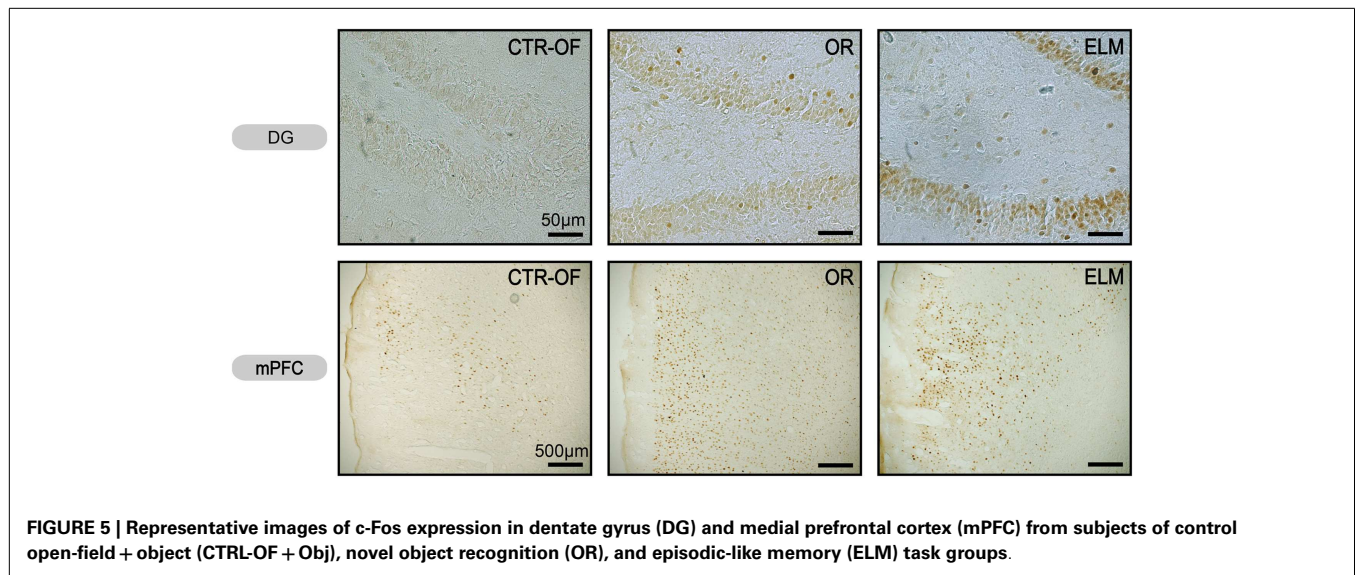 CTR-OF OR ELM
DG
50µm
CTR-OF OR ELM
mPFC
500µm
FIGURE 5 | Representative images of c-Fos expression in dentate gyrus (DG) and medial prefrontal cortex (mPFC) from subjects of control
open-field + object (CTRL-OF + Obj), novel object recognition (OR), and episodic-like memory (ELM) task groups.